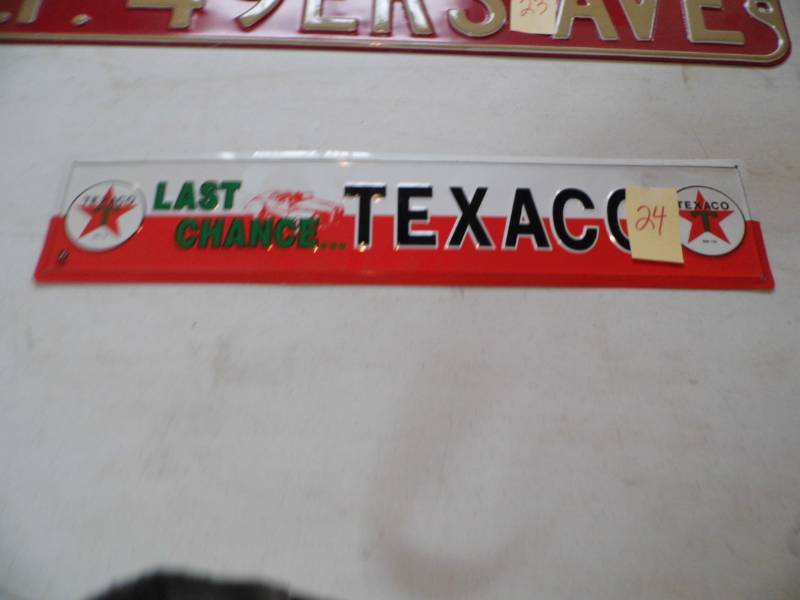 49ERS AVE
23
LAST
CHANCE...
TEXACO
24
TEXACO
T
TEXACO
T